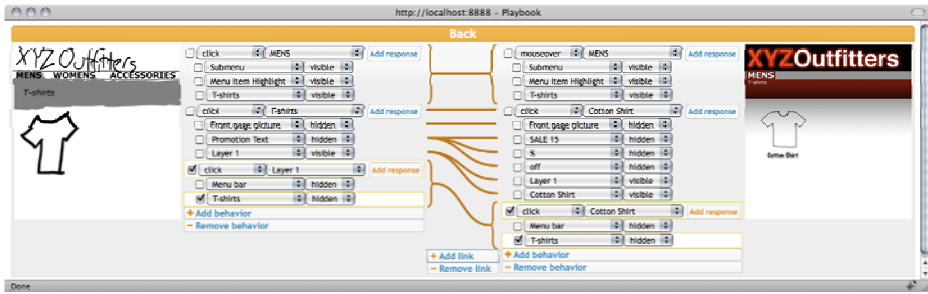 http://localhost:8888 – Playbook
Back
XYZ Outfitters
MENS WOMENS ACCESSORIES
T-shirts
click MENS Add response
Submenu visible
Menu Item Highlight visible
T-shirts visible
click T-shirts Add response
Front page picture hidden
Promotion Text hidden
Layer 1 visible
click Layer 1 Add response
Menu bar hidden
T-shirts hidden
+ Add behavior
− Remove behavior
+ Add link
− Remove link
mouseover MENS Add response
Submenu visible
Menu Item Highlight visible
T-shirts visible
click Cotton Shirt Add response
Front page picture hidden
SALE 15 hidden
% hidden
off hidden
Layer 1 visible
Cotton Shirt visible
click Cotton Shirt Add response
Menu bar hidden
T-shirts hidden
+ Add behavior
− Remove behavior
XYZOutfitters
MENS
T-shirts
Cotton Shirt
Done